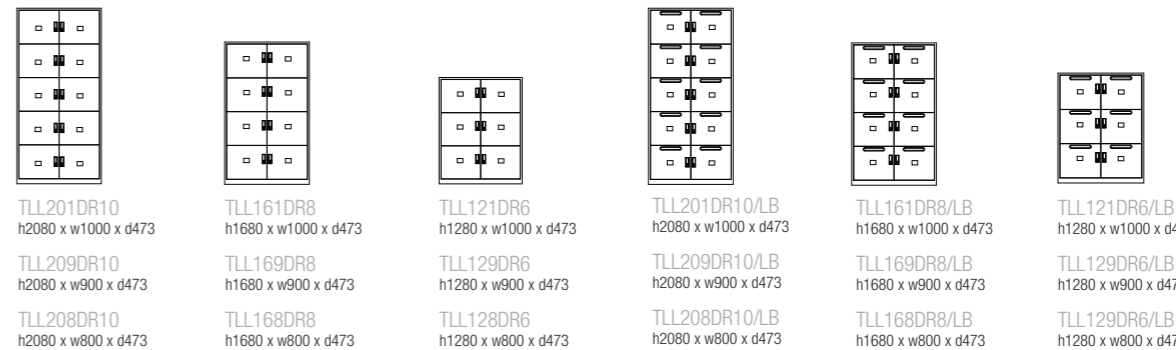 TLL201DR10
h2080 x w1000 x d473
TLL209DR10
h2080 x w900 x d473
TLL208DR10
h2080 x w800 x d473
TLL161DR8
h1680 x w1000 x d473
TLL169DR8
h1680 x w900 x d473
TLL168DR8
h1680 x w800 x d473
TLL121DR6
h1280 x w1000 x d473
TLL129DR6
h1280 x w900 x d473
TLL128DR6
h1280 x w800 x d473
TLL201DR10/LB
h2080 x w1000 x d473
TLL209DR10/LB
h2080 x w900 x d473
TLL208DR10/LB
h2080 x w800 x d473
TLL161DR8/LB
h1680 x w1000 x d473
TLL169DR8/LB
h1680 x w900 x d473
TLL168DR8/LB
h1680 x w800 x d473
TLL121DR6/LB
h1280 x w1000 x
TLL129DR6/LB
h1280 x w900 x
TLL129DR6/LB
h1280 x w800 x